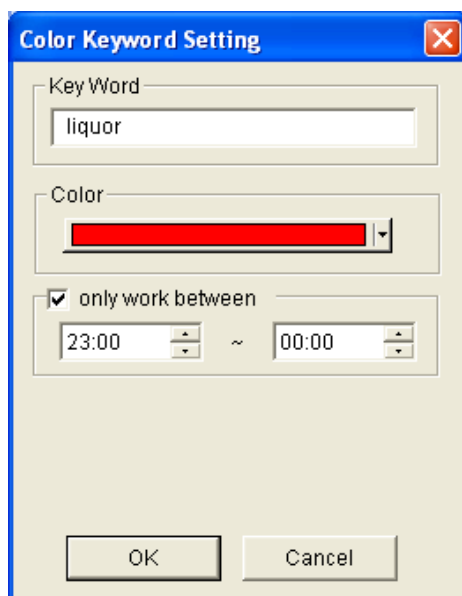 Color Keyword Setting
Key Word
liquor
Color
only work between
23:00 ~ 00:00
OK Cancel